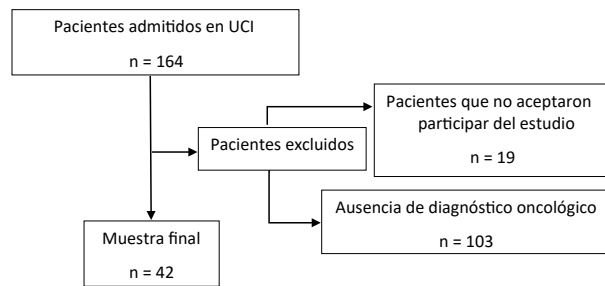 Pacientes admitidos en UCI
n = 164
Pacientes que no aceptaron
participar del estudio
n = 19
Pacientes excluidos
Ausencia de diagnóstico oncológico
n = 103
Muestra final
n = 42